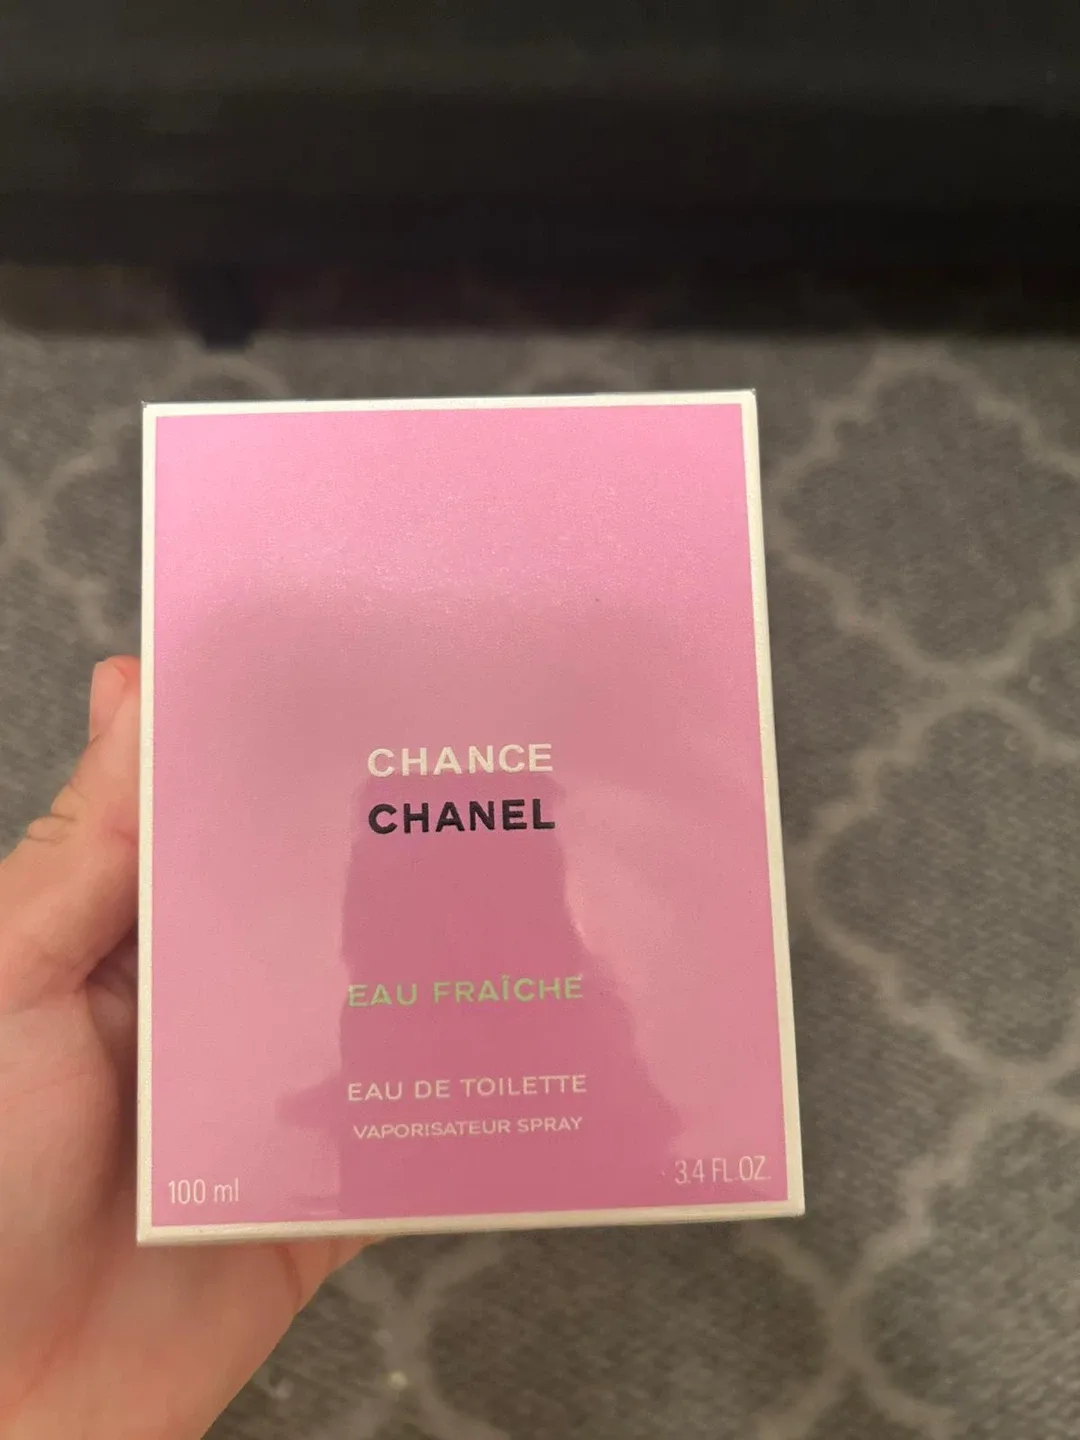 CHANCE
CHANEL
EAU FRAÎCHE
EAU DE TOILETTE
VAPORISATEUR SPRAY
100 ml
3.4 FL.OZ.